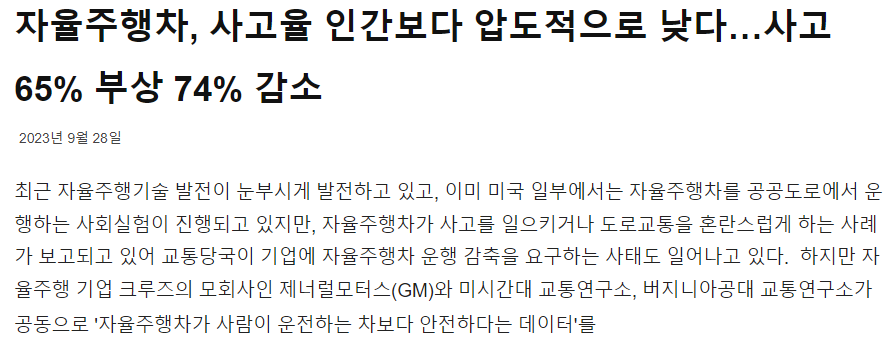 자율주행차, 사고율 인간보다 압도적으로 낮다…사고
65% 부상 74% 감소
2023년 9월 28일
최근 자율주행기술 발전이 눈부시게 발전하고 있고, 이미 미국 일부에서는 자율주행차를 공공도로에서 운
행하는 사회실험이 진행되고 있지만, 자율주행차가 사고를 일으키거나 도로교통을 혼란스럽게 하는 사례
가 보고되고 있어 교통당국이 기업에 자율주행차 운행 감축을 요구하는 사태도 일어나고 있다. 하지만 자
율주행 기업 크루즈의 모회사인 제너럴모터스(GM)와 미시간대 교통연구소, 버지니아공대 교통연구소가
공동으로 '자율주행차가 사람이 운전하는 차보다 안전하다는 데이터'를